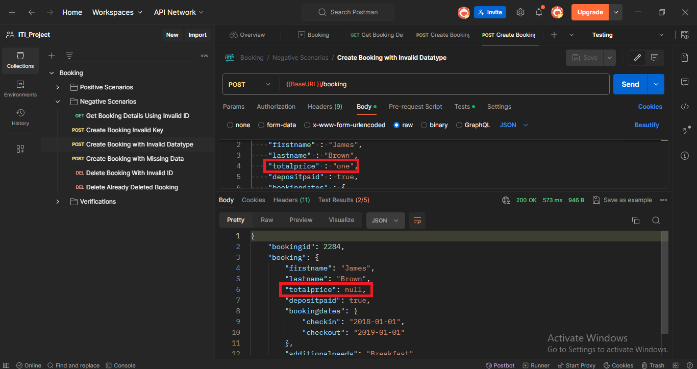 Home Workspaces API Network Search Postman Invite Upgrade
ITI_Project New Import Overview Booking GET Get Booking De POST Create Booking POST Create Booking Testing
Collections
Environments
History
Booking
Positive Scenarios
Negative Scenarios
GET Get Booking Details Using Invalid ID
POST Create Booking Invalid Key
POST Create Booking with Invalid Datatype
POST Create Booking with Missing Data
DEL Delete Booking With Invalid ID
DEL Delete Already Deleted Booking
Verifications
HTTP Booking / Negative Scenarios / Create Booking with Invalid Datatype Save
POST {{BaseURI}}/booking Send
Params Authorization Headers (9) Body Pre-request Script Tests Settings Cookies
none form-data x-www-form-urlencoded raw binary GraphQL JSON Beautify
2 "firstname" : "James",
3 "lastname" : "Brown",
4 "totalprice" : "one",
5 "depositpaid" : true,
6 "bookingdates" : {
Body Cookies Headers (11) Test Results (2/5) 200 OK 573 ms 946 B Save as example
Pretty Raw Preview Visualize JSON
1 {
2 "bookingid": 2284,
3 "booking": {
4 "firstname": "James",
5 "lastname": "Brown",
6 "totalprice": null,
7 "depositpaid": true,
8 "bookingdates": {
9 "checkin": "2018-01-01",
10 "checkout": "2019-01-01"
11 },
12 "additionalneeds": "Breakfast"
Activate Windows
Go to Settings to activate Windows.
Online Find and replace Console Postbot Runner Start Proxy Cookies Trash